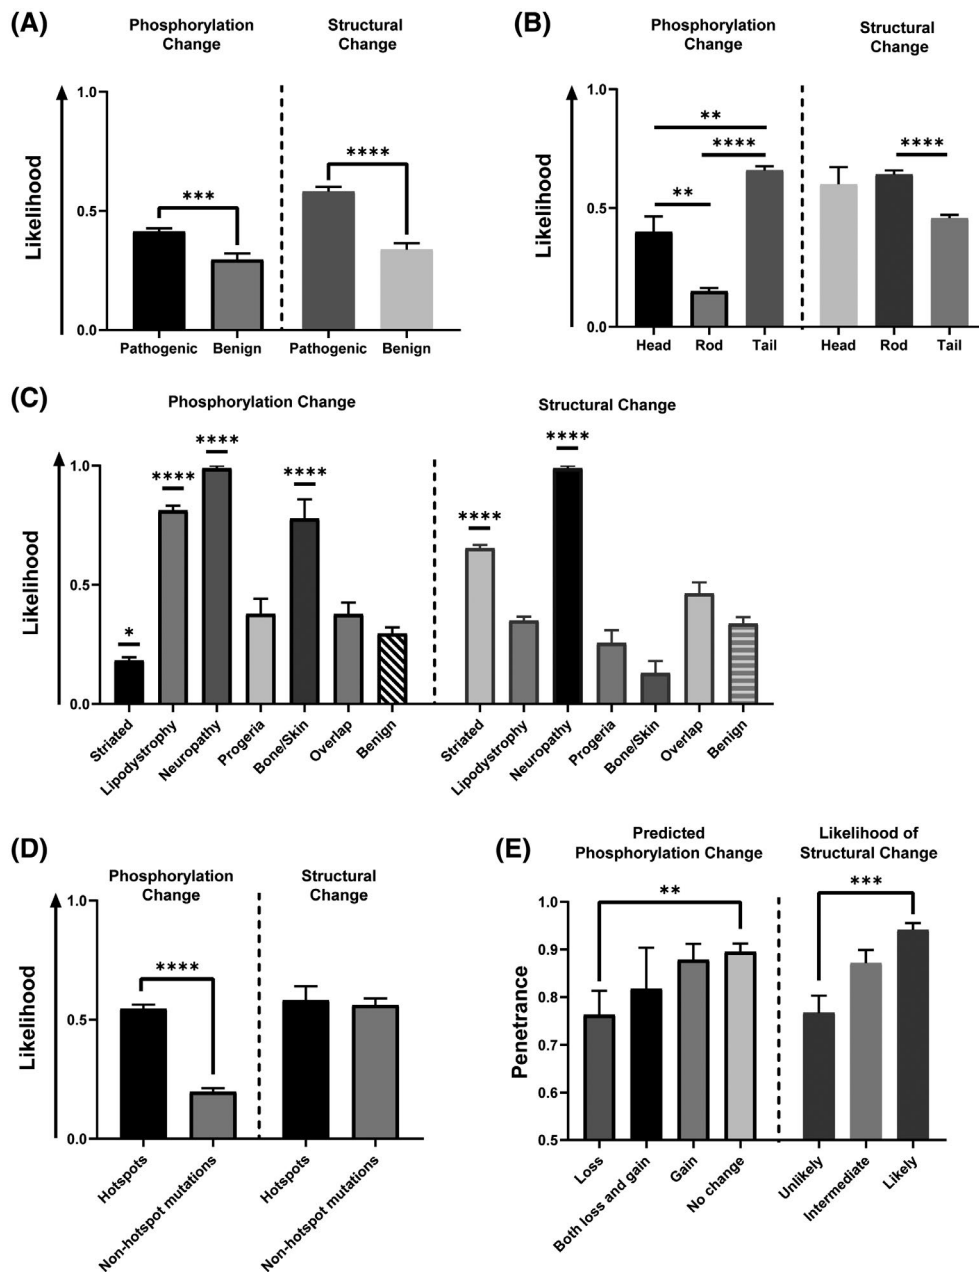 (A)
Phosphorylation
Change
Structural
Change
Likelihood
1.0
0.5
0.0
***
****
Pathogenic Benign
Pathogenic Benign
(B)
Phosphorylation
Change
Structural
Change
Likelihood
1.0
0.5
0.0
**
****
**
****
Head Rod Tail
Head Rod Tail
(C)
Phosphorylation Change
Structural Change
Likelihood
1.0
0.5
0.0
*
****
****
****
****
****
Striated
Lipodystrophy
Neuropathy
Progeria
Bone/Skin
Overlap
Benign
Striated
Lipodystrophy
Neuropathy
Progeria
Bone/Skin
Overlap
Benign
(D)
Phosphorylation
Change
Structural
Change
Likelihood
1.0
0.5
0.0
****
Hotspots
Non-hotspot mutations
Hotspots
Non-hotspot mutations
(E)
Predicted
Phosphorylation Change
Likelihood of
Structural Change
Penetrance
1.0
0.9
0.8
0.7
0.6
0.5
**
***
Loss
Both loss and gain
Gain
No change
Unlikely
Intermediate
Likely